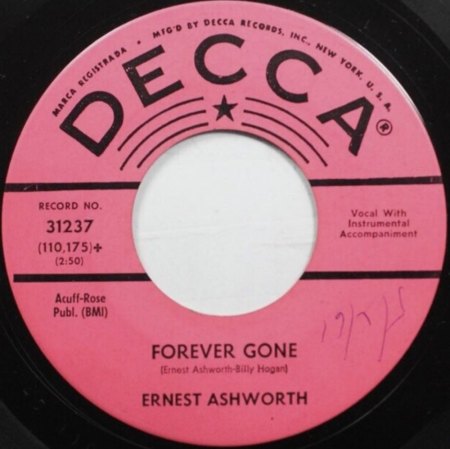 MARCA REGISTRADA • MF'G'D BY DECCA RECORDS, INC., NEW YORK, U. S. A.
DECCA®
RECORD NO.
31237
(110,175)+
(2:50)
Vocal With
Instrumental
Accompaniment
Acuff-Rose
Publ. (BMI)
FOREVER GONE
(Ernest Ashworth-Billy Hogan)
ERNEST ASHWORTH